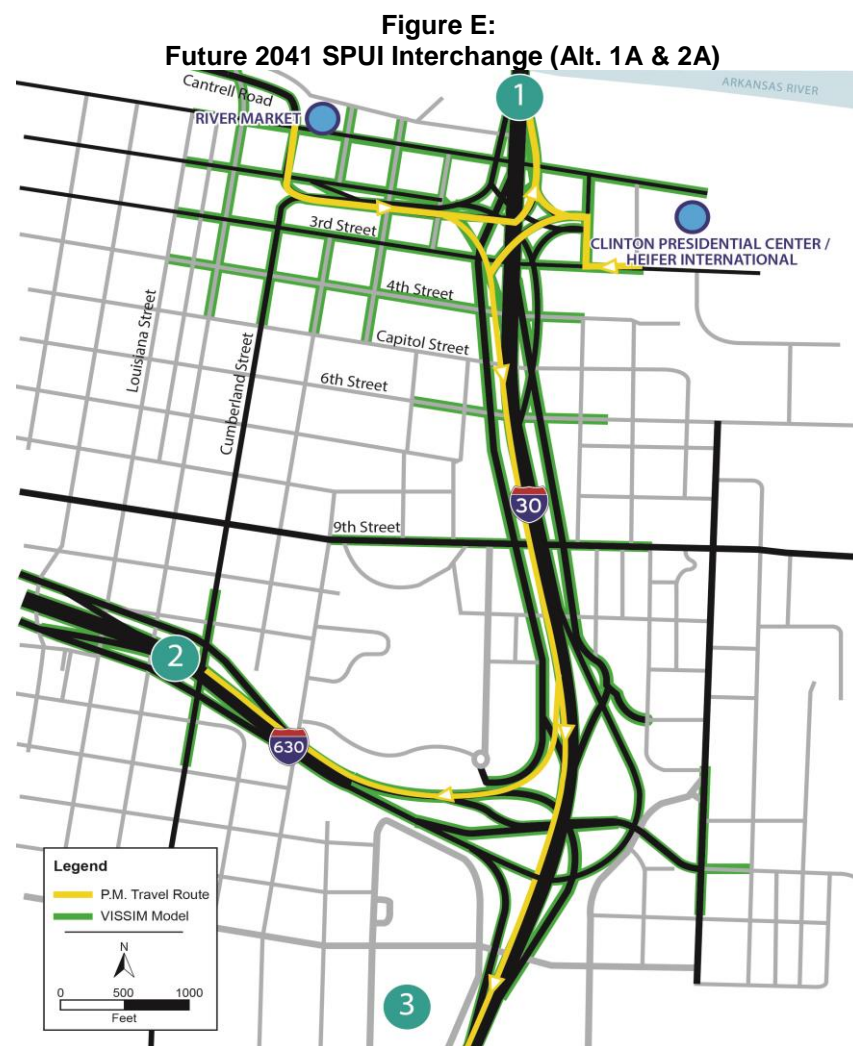 Figure E:
Future 2041 SPUI Interchange (Alt. 1A & 2A)
ARKANSAS RIVER
1
Cantrell Road
RIVER MARKET
CLINTON PRESIDENTIAL CENTER /
HEIFER INTERNATIONAL
3rd Street
4th Street
Capitol Street
6th Street
Louisiana Street
Cumberland Street
30
9th Street
2
630
Legend
P.M. Travel Route
VISSIM Model
N
0 500 1000
Feet
3